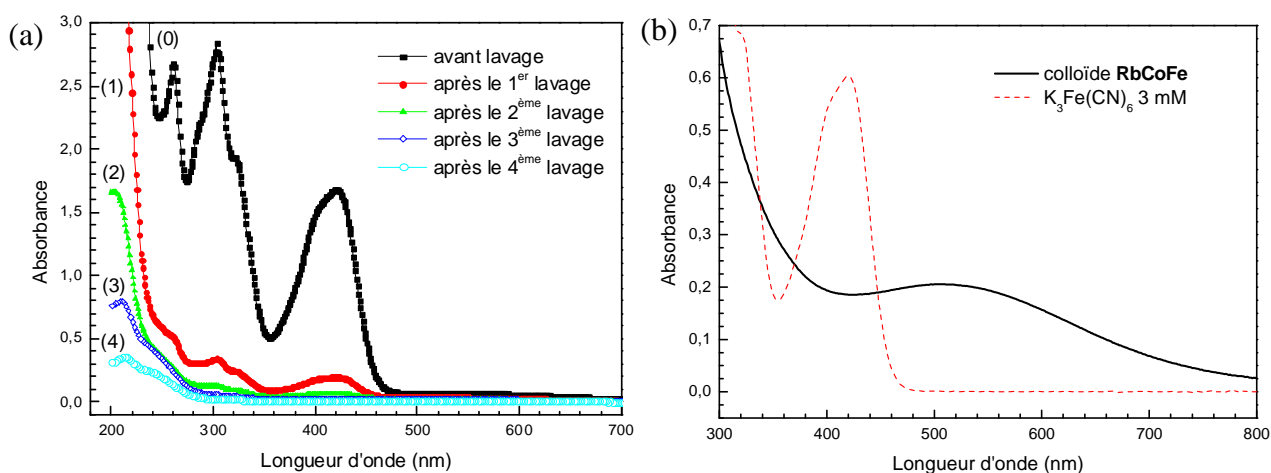 (a)
3,0
2,5
2,0
1,5
1,0
0,5
0,0
Absorbance
(0)
(1)
(2)
(3)
(4)
avant lavage
après le 1er lavage
après le 2ème lavage
après le 3ème lavage
après le 4ème lavage
200 300 400 500 600 700
Longueur d'onde (nm)
(b)
0,7
0,6
0,5
0,4
0,3
0,2
0,1
0,0
Absorbance
colloïde RbCoFe
K3Fe(CN)6 3 mM
300 400 500 600 700 800
Longueur d'onde (nm)